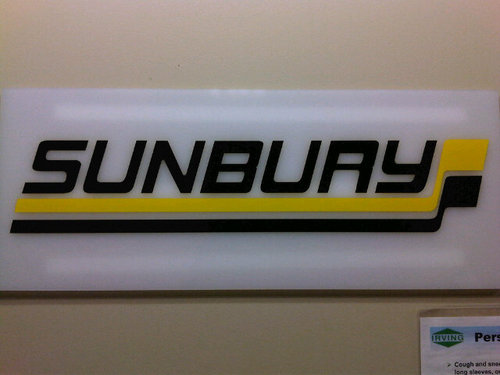 SUNBURY
IRVING Pers
> Cough and snee
long sleeves, o